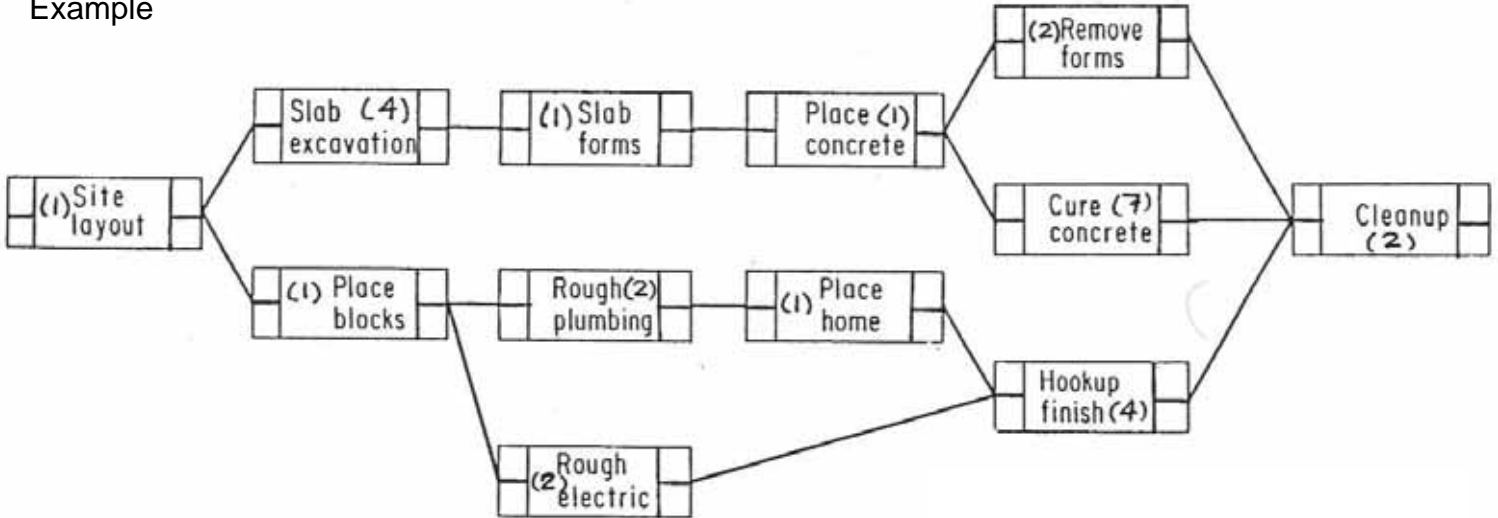 Example
(2) Remove
forms
Slab (4)
excavation
(1) Slab
forms
Place (1)
concrete
(1) Site
layout
Cure (7)
concrete
Cleanup
(2)
(1) Place
blocks
Rough (2)
plumbing
(1) Place
home
Hookup
finish (4)
(2) Rough
electric